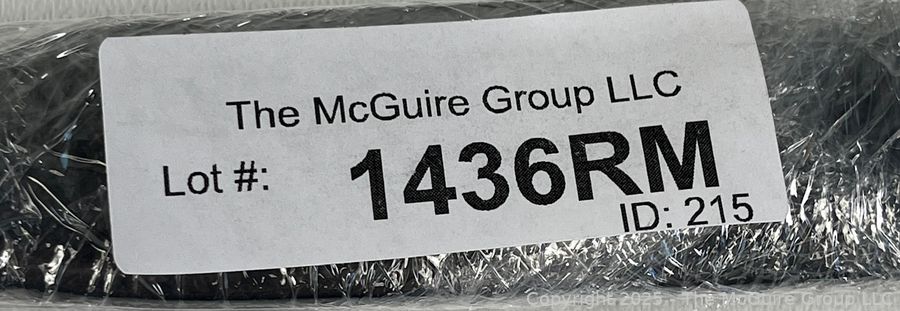 The McGuire Group LLC
Lot #: 1436RM
ID: 215
Copyright 2025 - The McGuire Group LLC